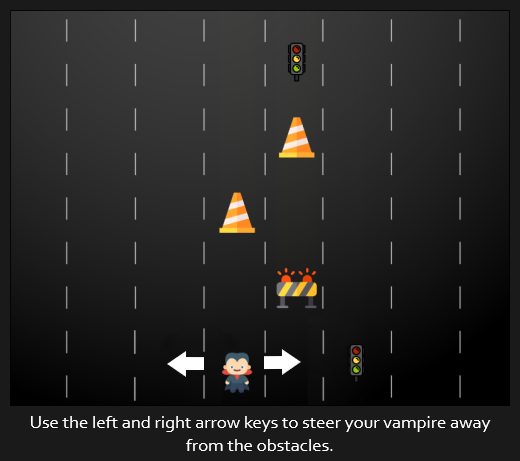 Use the left and right arrow keys to steer your vampire away
from the obstacles.